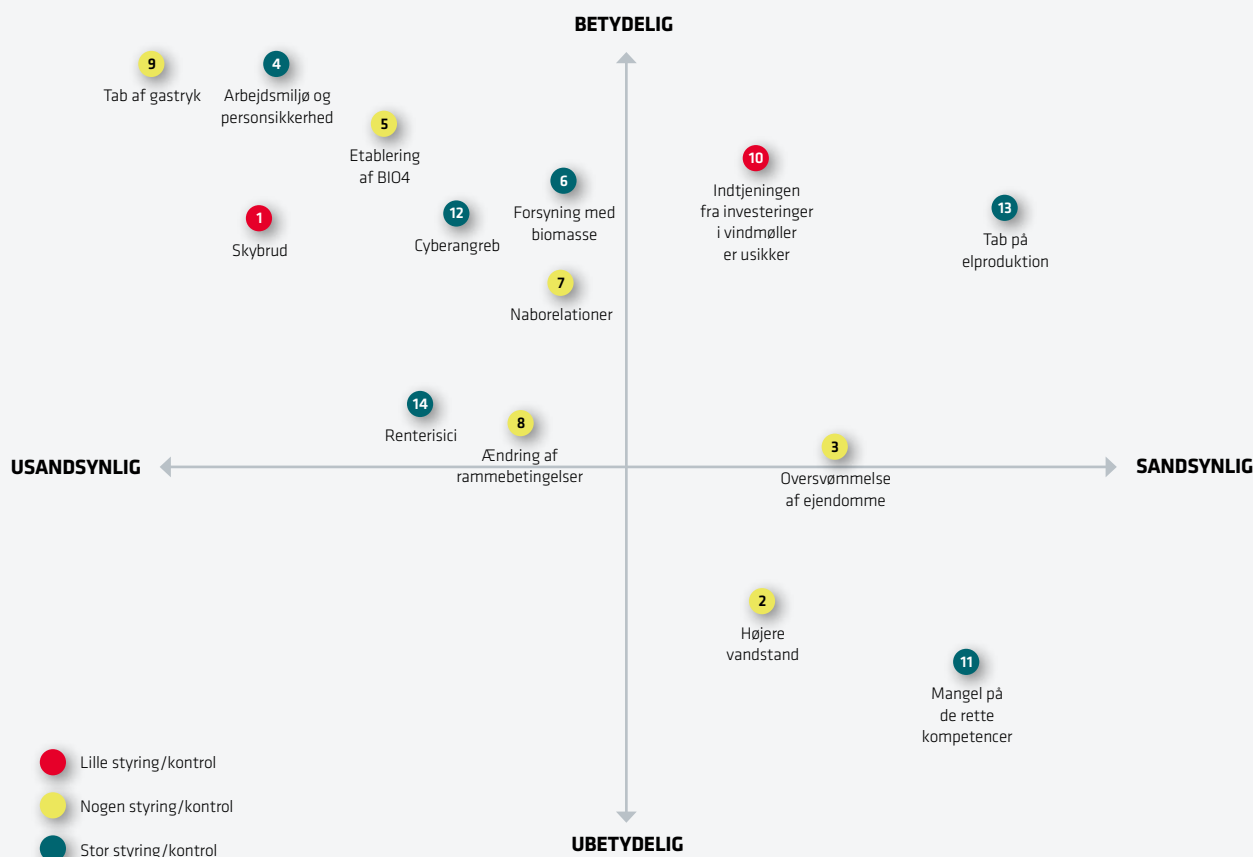 BETYDELIG
9
Tab af gastryk
4
Arbejdsmiljø og
personsikkerhed
5
Etablering
af BIO4
10
Indtjeningen
fra investeringer
i vindmøller
er usikker
6
Forsyning med
biomasse
13
Tab på
elproduktion
1
Skybrud
12
Cyberangreb
7
Naborelationer
14
Renterisici
8
Ændring af
rammebetingelser
3
Oversvømmelse
af ejendomme
USANDSYNLIG
SANDSYNLIG
2
Højere
vandstand
11
Mangel på
de rette
kompetencer
Lille styring/kontrol
Nogen styring/kontrol
Stor styring/kontrol
UBETYDELIG